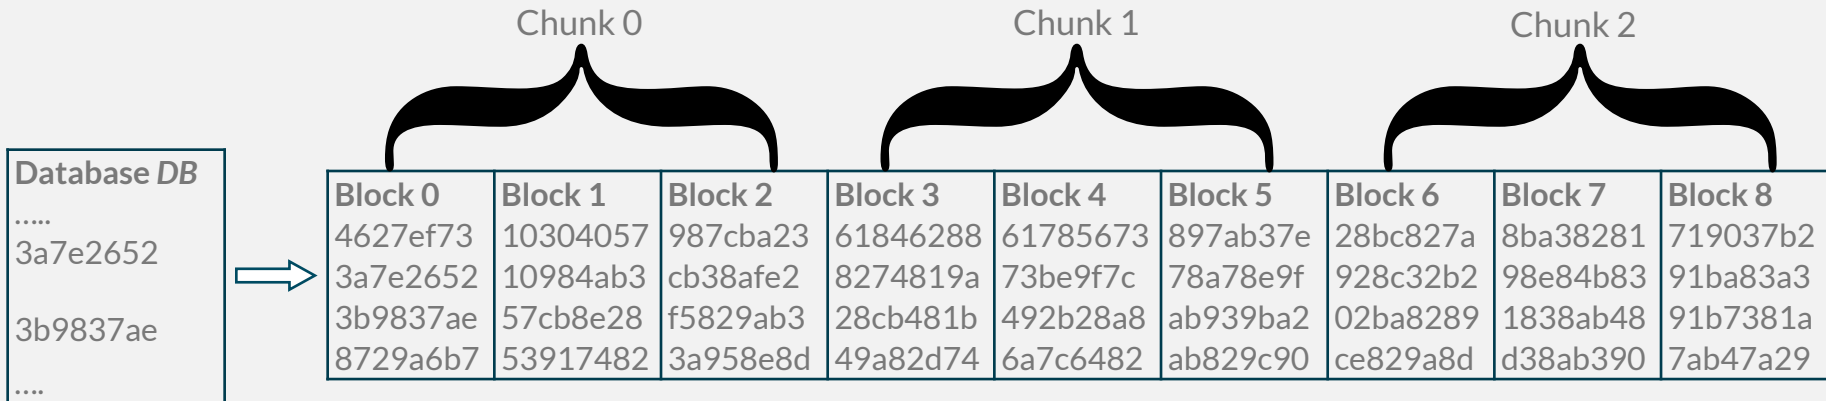 Chunk 0
Chunk 1
Chunk 2
Database DB
.....
3a7e2652
3b9837ae
....
Block 0
4627ef73
3a7e2652
3b9837ae
8729a6b7
Block 1
10304057
10984ab3
57cb8e28
53917482
Block 2
987cba23
cb38afe2
f5829ab3
3a958e8d
Block 3
61846288
8274819a
28cb481b
49a82d74
Block 4
61785673
73be9f7c
492b28a8
6a7c6482
Block 5
897ab37e
78a78e9f
ab939ba2
ab829c90
Block 6
28bc827a
928c32b2
02ba8289
ce829a8d
Block 7
8ba38281
98e84b83
1838ab48
d38ab390
Block 8
719037b2
91ba83a3
91b7381a
7ab47a29